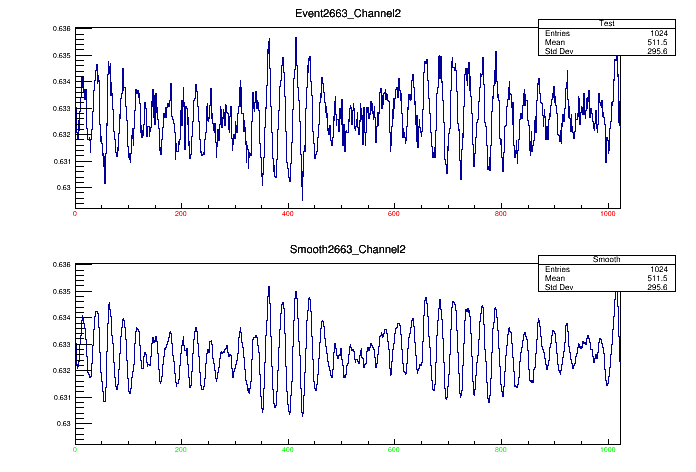 Event2663_Channel2
Test
Entries 1024
Mean 511.5
Std Dev 295.6
0.636
0.635
0.634
0.633
0.632
0.631
0.63
0 200 400 600 800 1000
Smooth2663_Channel2
Smooth
Entries 1024
Mean 511.5
Std Dev 295.6
0.636
0.635
0.634
0.633
0.632
0.631
0.63
0 200 400 600 800 1000